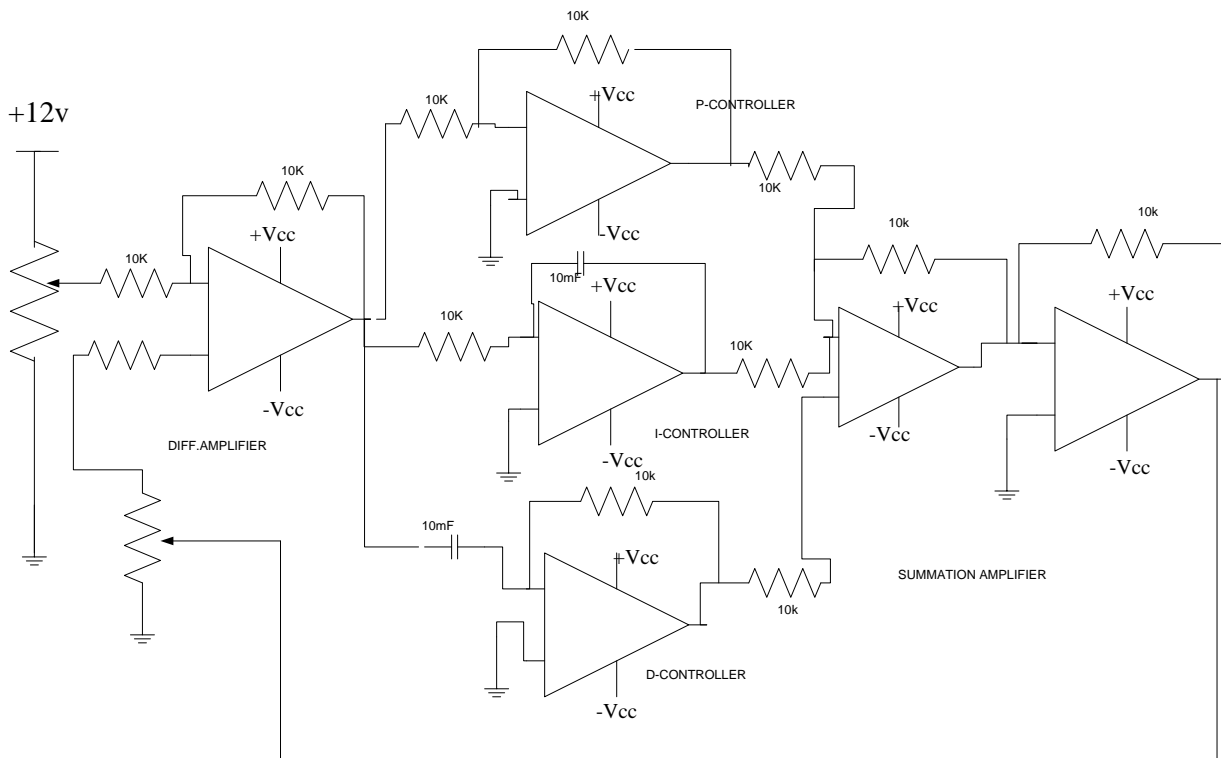 10K
+Vcc
P-CONTROLLER
10K
+12v
10K
-Vcc
10K
10k
10k
+Vcc
10K
10mF
+Vcc
10K
+Vcc
+Vcc
10K
-Vcc
DIFF.AMPLIFIER
I-CONTROLLER
-Vcc
-Vcc
-Vcc
10k
10mF
+Vcc
SUMMATION AMPLIFIER
10k
D-CONTROLLER
-Vcc